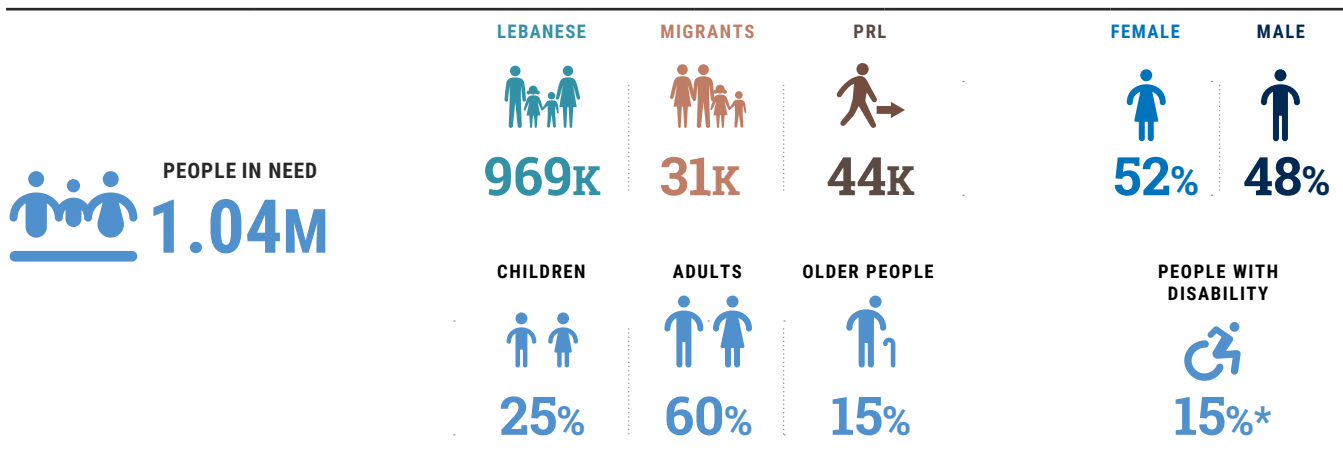 PEOPLE IN NEED
1.04M
LEBANESE
969K
MIGRANTS
31K
PRL
44K
FEMALE
52%
MALE
48%
CHILDREN
25%
ADULTS
60%
OLDER PEOPLE
15%
PEOPLE WITH
DISABILITY
15%*